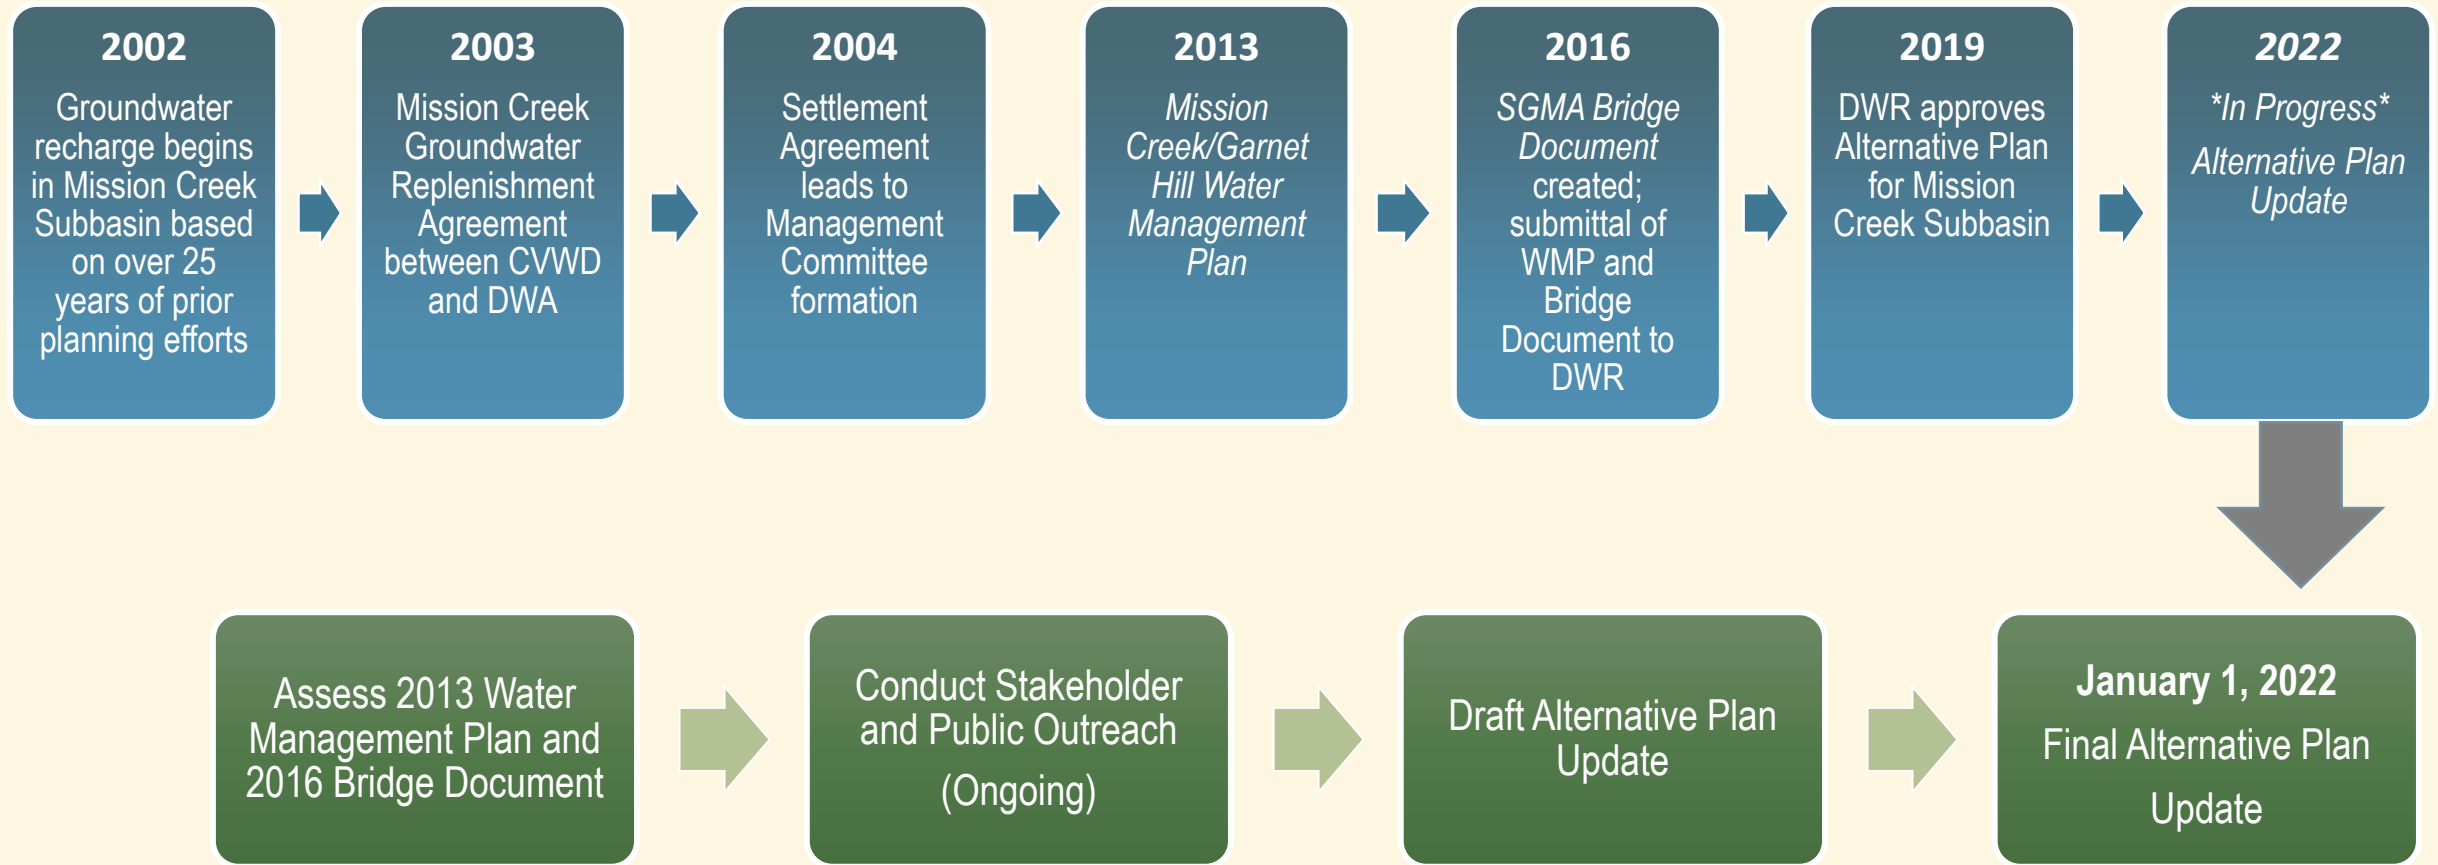 2002
Groundwater
recharge begins
in Mission Creek
Subbasin based
on over 25
years of prior
planning efforts
2003
Mission Creek
Groundwater
Replenishment
Agreement
between CVWD
and DWA
2004
Settlement
Agreement
leads to
Management
Committee
formation
2013
Mission
Creek/Garnet
Hill Water
Management
Plan
2016
SGMA Bridge
Document
created;
submittal of
WMP and
Bridge
Document to
DWR
2019
DWR approves
Alternative Plan
for Mission
Creek Subbasin
2022
*In Progress*
Alternative Plan
Update
Assess 2013 Water
Management Plan and
2016 Bridge Document
Conduct Stakeholder
and Public Outreach
(Ongoing)
Draft Alternative Plan
Update
January 1, 2022
Final Alternative Plan
Update